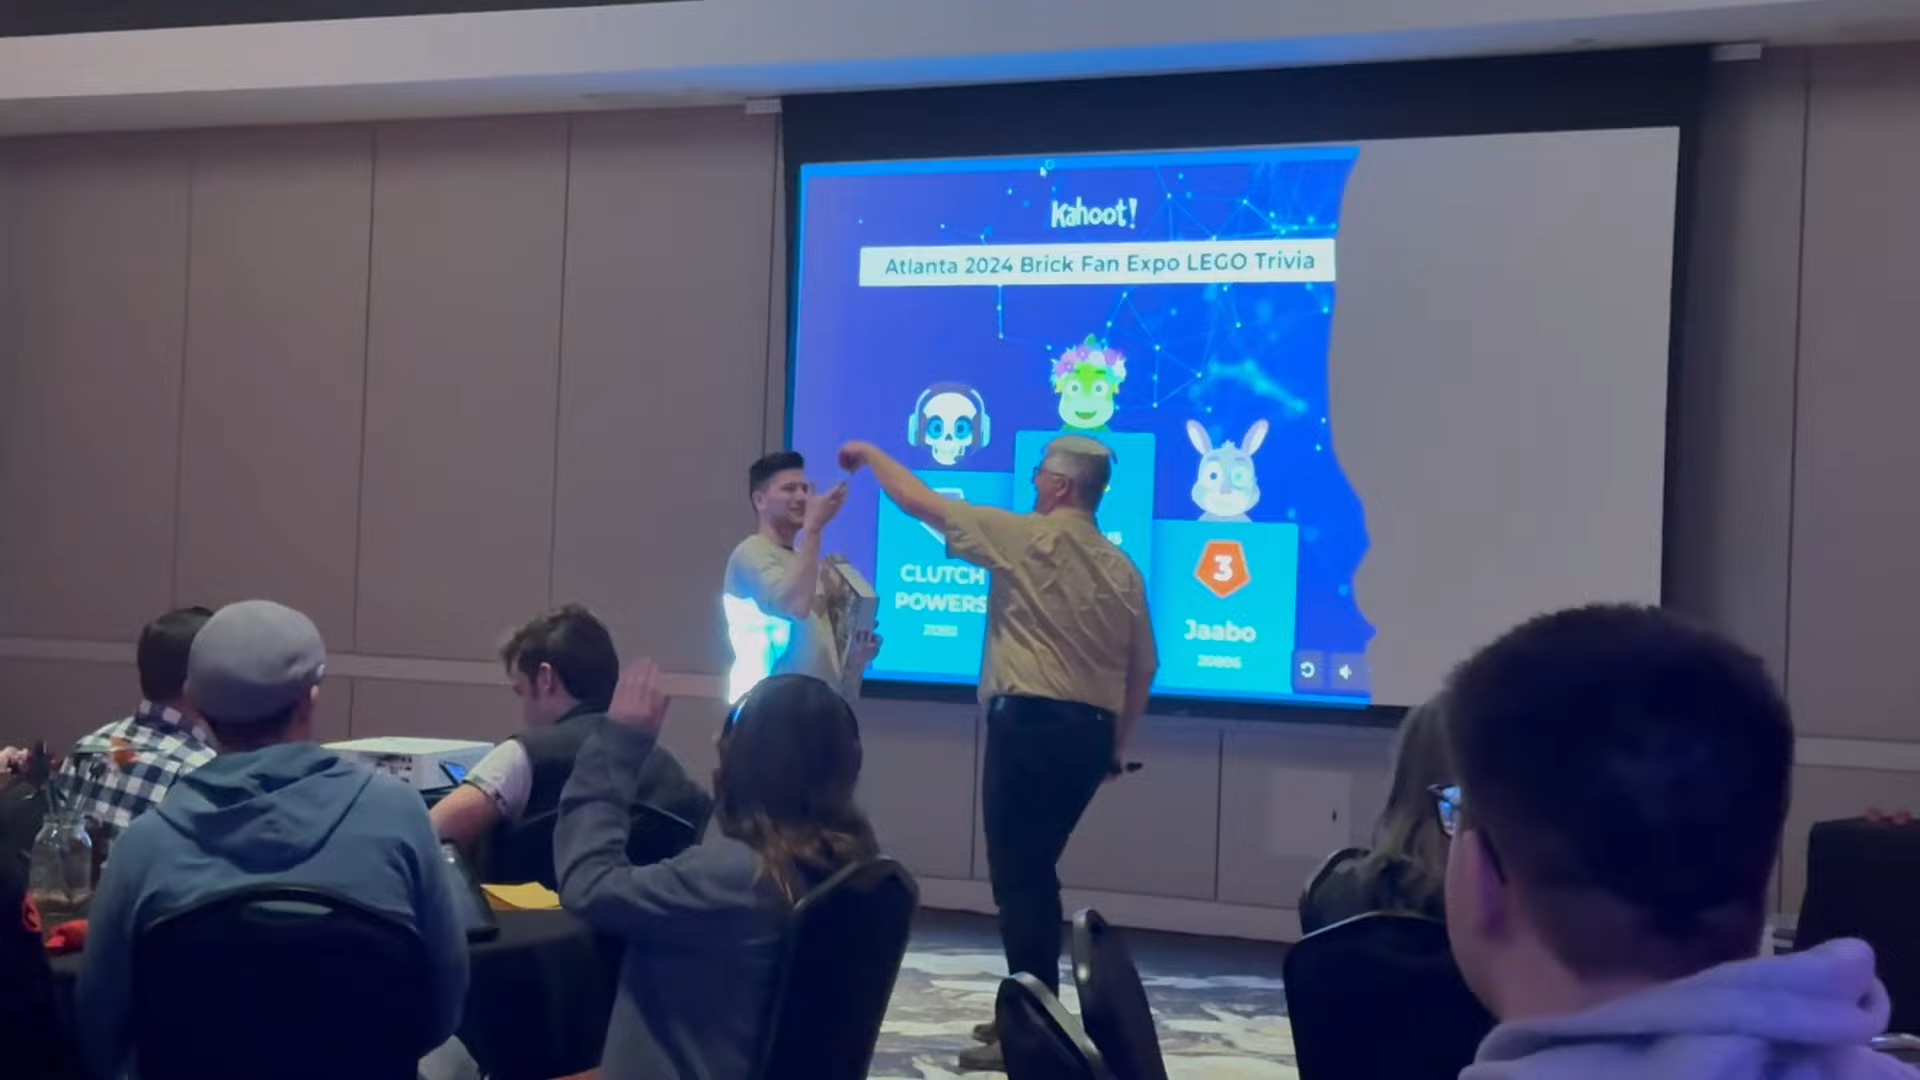 Kahoot!
Atlanta 2024 Brick Fan Expo LEGO Trivia
CLUTCH
POWERS
3
Jaabo